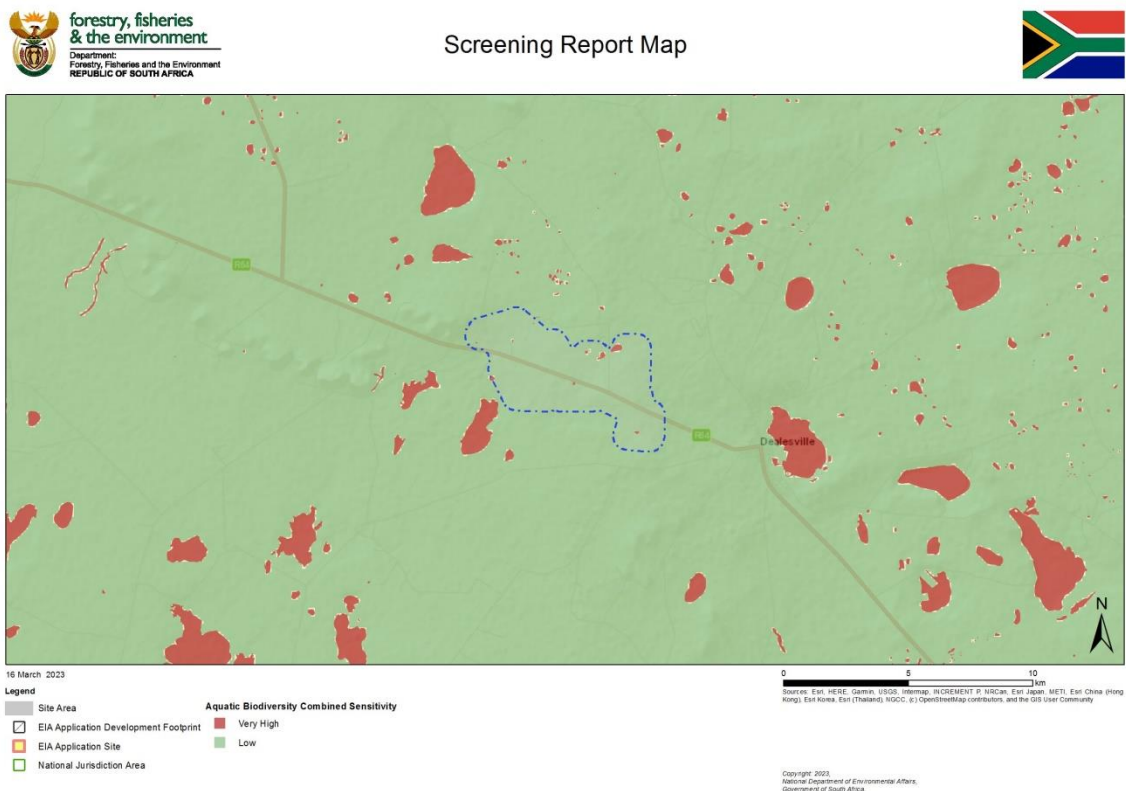 forestry, fisheries
& the environment
Department:
Forestry, Fisheries and the Environment
REPUBLIC OF SOUTH AFRICA
Screening Report Map
R64
R64
Dealesville
N
16 March 2023
0 5 10
km
Sources: Esri, HERE, Garmin, USGS, Intermap, INCREMENT P, NRCan, Esri Japan, METI, Esri China (Hong
Kong), Esri Korea, Esri (Thailand), NGCC, (c) OpenStreetMap contributors, and the GIS User Community
Legend
Site Area
EIA Application Development Footprint
EIA Application Site
National Jurisdiction Area
Aquatic Biodiversity Combined Sensitivity
Very High
Low
Copyright: 2023,
National Department of Environmental Affairs,
Government of South Africa